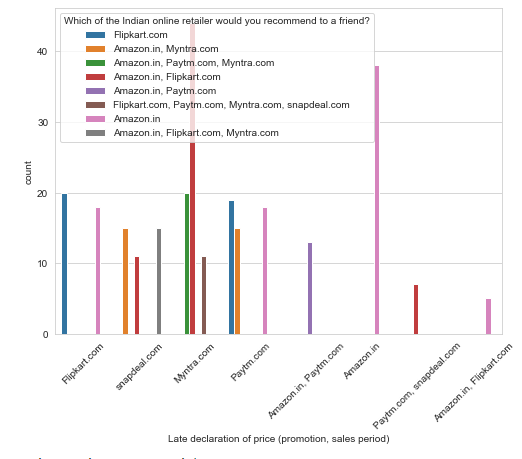 Which of the Indian online retailer would you recommend to a friend?
Flipkart.com
Amazon.in, Myntra.com
Amazon.in, Paytm.com, Myntra.com
Amazon.in, Flipkart.com
Amazon.in, Paytm.com
Flipkart.com, Paytm.com, Myntra.com, snapdeal.com
Amazon.in
Amazon.in, Flipkart.com, Myntra.com
40
30
20
10
0
count
Flipkart.com
snapdeal.com
Myntra.com
Paytm.com
Amazon.in, Paytm.com
Amazon.in
Paytm.com, snapdeal.com
Amazon.in, Flipkart.com
Late declaration of price (promotion, sales period)